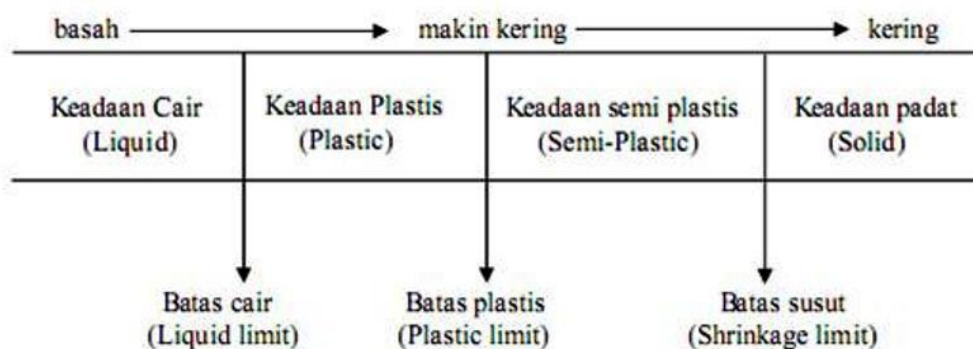 basah makin kering kering
Keadaan Cair
(Liquid)
Keadaan Plastis
(Plastic)
Keadaan semi plastis
(Semi-Plastic)
Keadaan padat
(Solid)
Batas cair
(Liquid limit)
Batas plastis
(Plastic limit)
Batas susut
(Shrinkage limit)